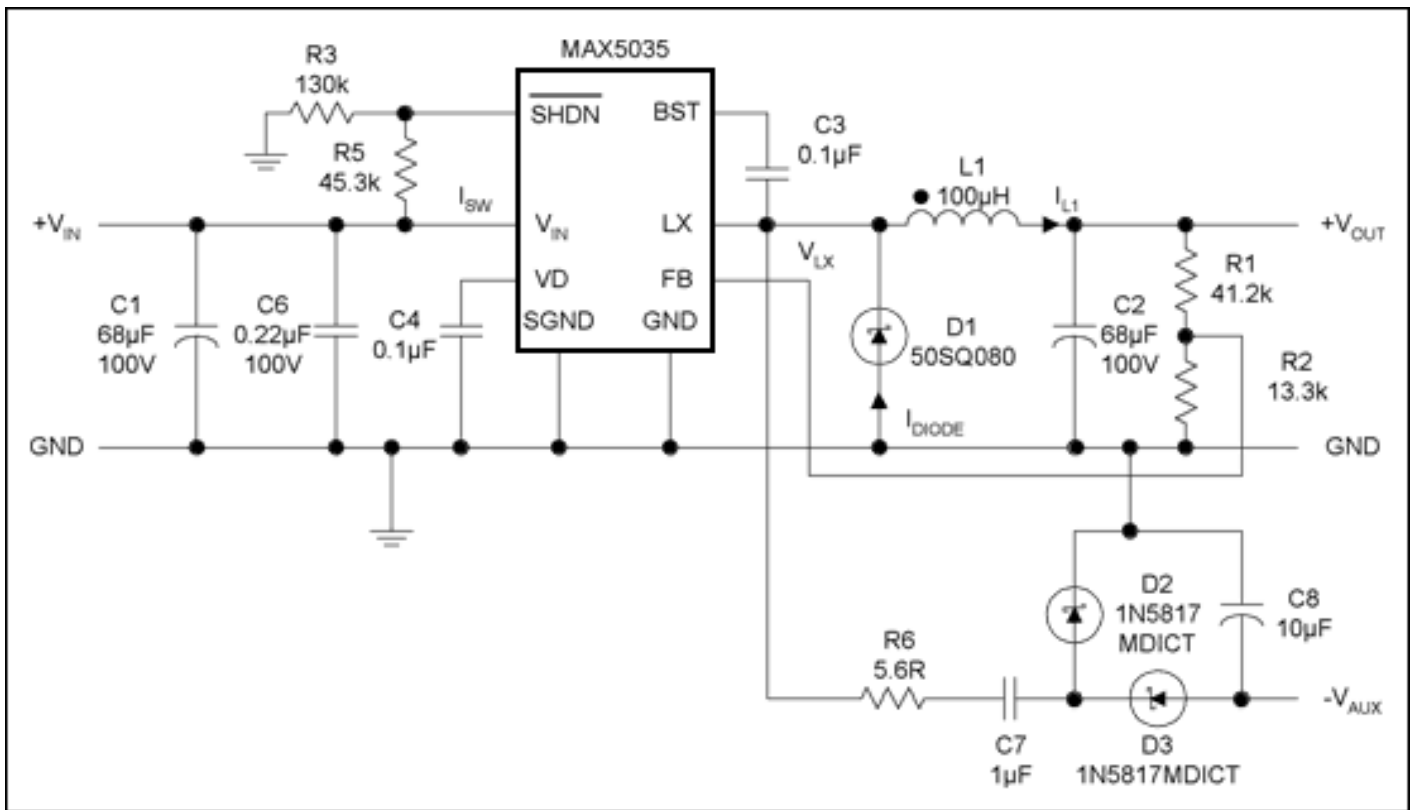 MAX5035
R3
130k
SHDN
BST
C3
0.1µF
R5
45.3k
L1
100µH
I_L1
I_SW
+V_IN
V_IN
LX
+V_OUT
V_LX
R1
41.2k
VD
FB
C1
68µF
100V
C6
0.22µF
100V
C4
0.1µF
SGND
GND
D1
50SQ080
C2
68µF
100V
R2
13.3k
I_DIODE
GND
GND
D2
1N5817
MDICT
C8
10µF
R6
5.6R
-V_AUX
C7
1µF
D3
1N5817MDICT